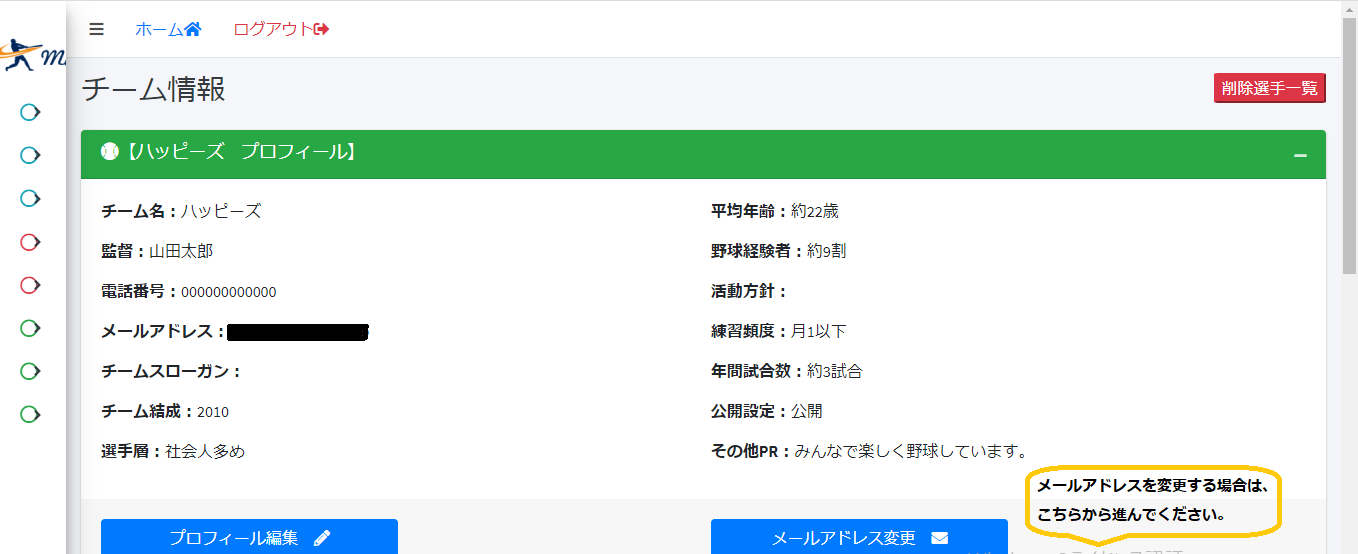 ホーム
ログアウト
チーム情報
削除選手一覧
【ハッピーズ　プロフィール】
チーム名：ハッピーズ
平均年齢：約22歳
監督：山田太郎
野球経験者：約9割
電話番号：000000000000
活動方針：
メールアドレス：
練習頻度：月1以下
チームスローガン：
年間試合数：約3試合
チーム結成：2010
公開設定：公開
選手層：社会人多め
その他PR：みんなで楽しく野球しています。
メールアドレスを変更する場合は、
こちらから進んでください。
プロフィール編集
メールアドレス変更